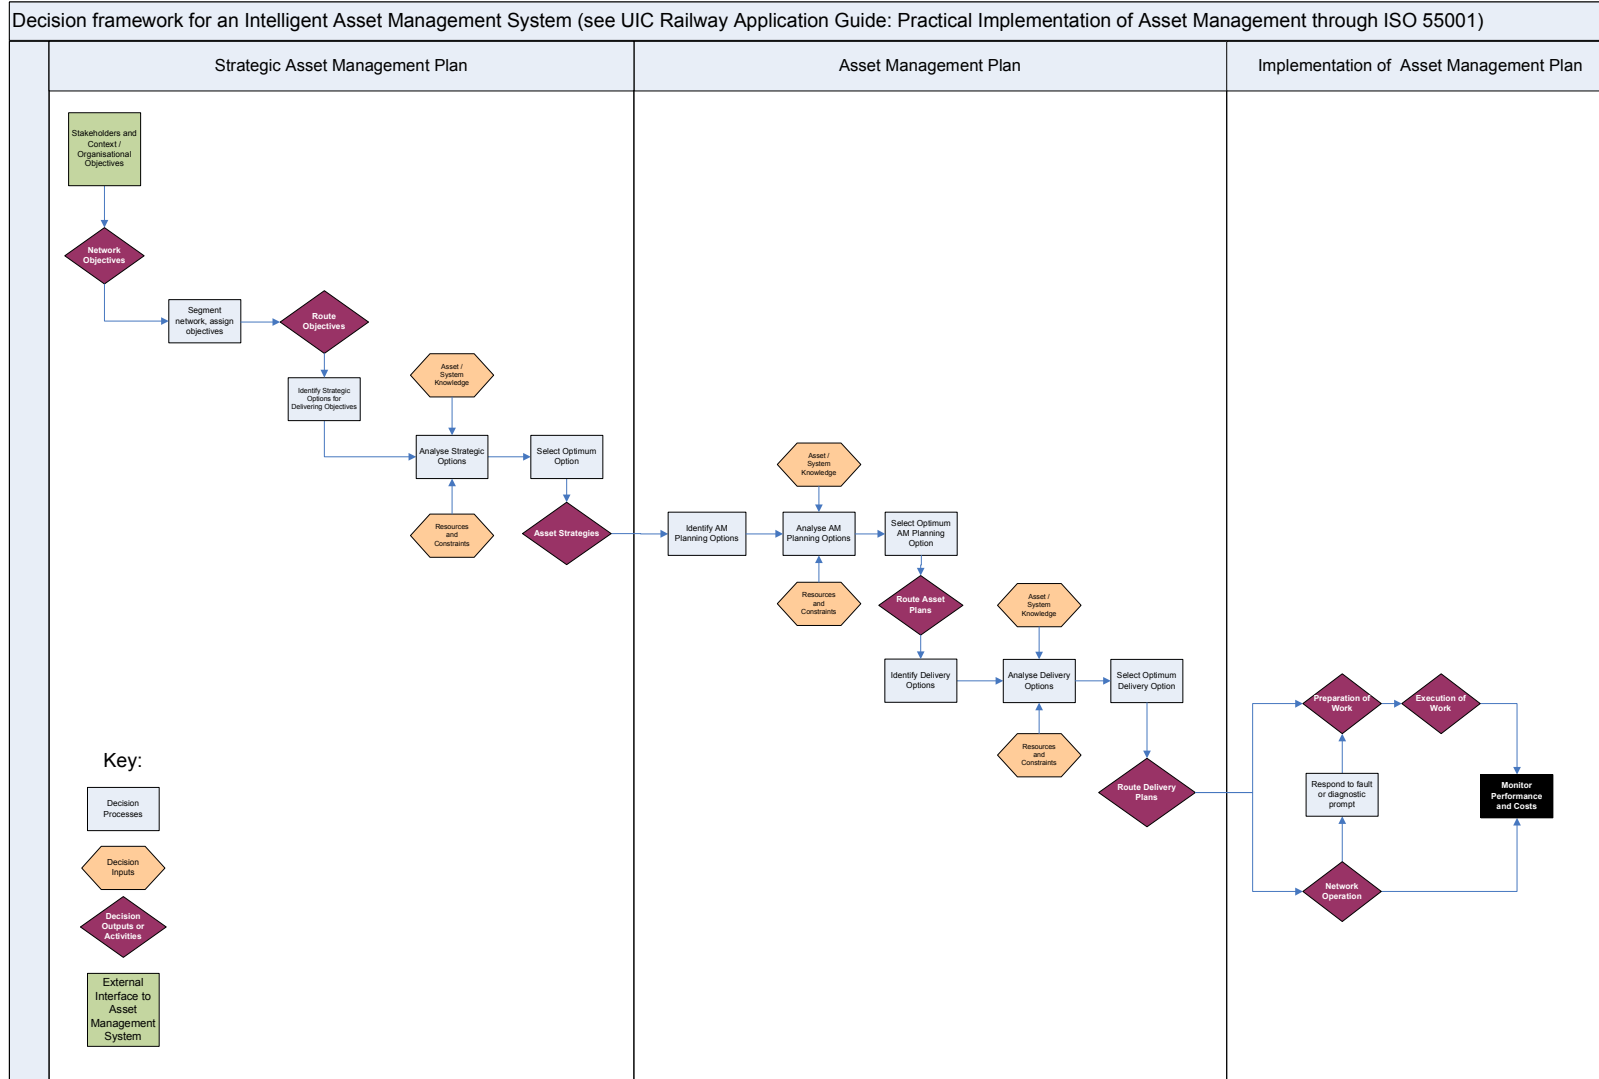 Decision framework for an Intelligent Asset Management System (see UIC Railway Application Guide: Practical Implementation of Asset Management through ISO 55001)
Strategic Asset Management Plan
Asset Management Plan
Implementation of Asset Management Plan
Stakeholders and
Context /
Organisational
Objectives
Network
Objectives
Segment
network, assign
objectives
Route
Objectives
Identify Strategic
Options for
Delivering Objectives
Asset /
System
Knowledge
Analyse Strategic
Options
Resources
and
Constraints
Select Optimum
Option
Asset Strategies
Identify AM
Planning Options
Asset /
System
Knowledge
Analyse AM
Planning Options
Resources
and
Constraints
Select Optimum
AM Planning
Option
Route Asset
Plans
Identify Delivery
Options
Asset /
System
Knowledge
Analyse Delivery
Options
Resources
and
Constraints
Select Optimum
Delivery Option
Route Delivery
Plans
Preparation of
Work
Execution of
Work
Respond to fault
or diagnostic
prompt
Monitor
Performance
and Costs
Network
Operation
Key:
Decision
Processes
Decision
Inputs
Decision
Outputs or
Activities
External
Interface to
Asset
Management
System